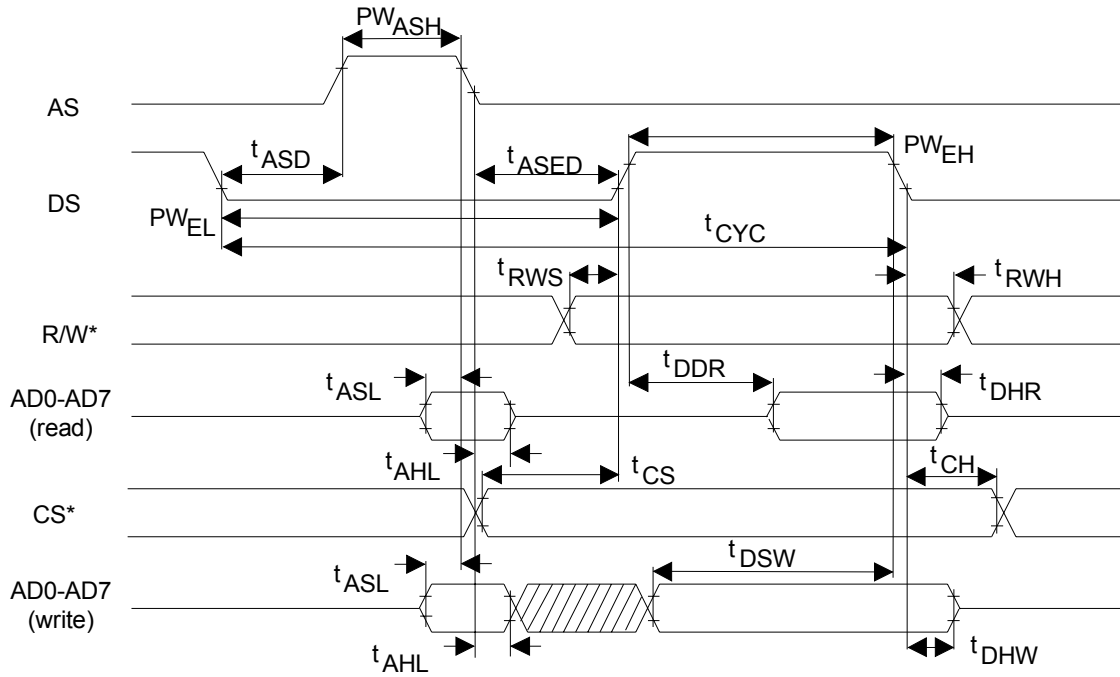 PWASH
AS
tASD
tASED
PWEH
DS
PWEL
tCYC
tRWS
tRWH
R/W*
tDDR
tASL
AD0-AD7
(read)
tDHR
tAHL
tCS
tCH
CS*
tDSW
tASL
AD0-AD7
(write)
tAHL
tDHW